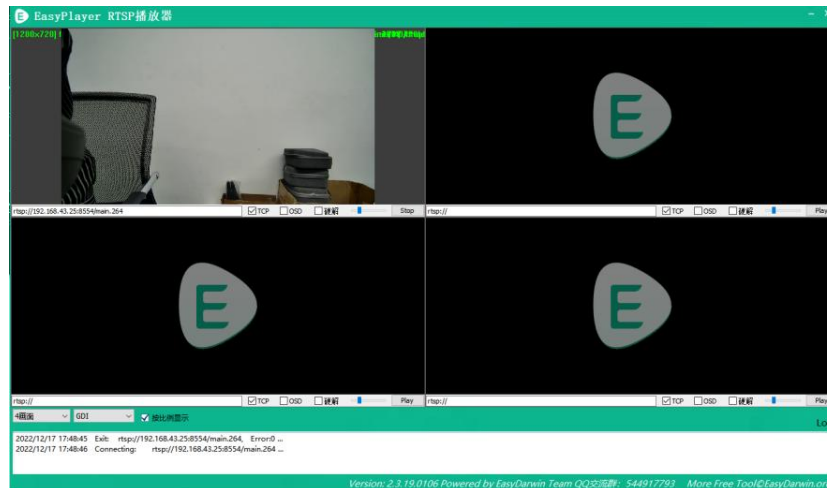 EasyPlayer RTSP播放器
[1280x720]
rtsp://192.168.43.25:8554/main.264 TCP OSD 硬解 Stop
rtsp:// TCP OSD 硬解 Play
E
E
E
rtsp:// TCP OSD 硬解 Play
rtsp:// TCP OSD 硬解 Play
4画面 GDI 按比例显示
2022/12/17 17:48:45 Exit: rtsp://192.168.43.25:8554/main.264, Error:0 ...
2022/12/17 17:48:46 Connecting: rtsp://192.168.43.25:8554/main.264 ...
Version: 2.3.19.0106 Powered by EasyDarwin Team QQ交流群: 544917793 More Free Tool©EasyDarwin.or